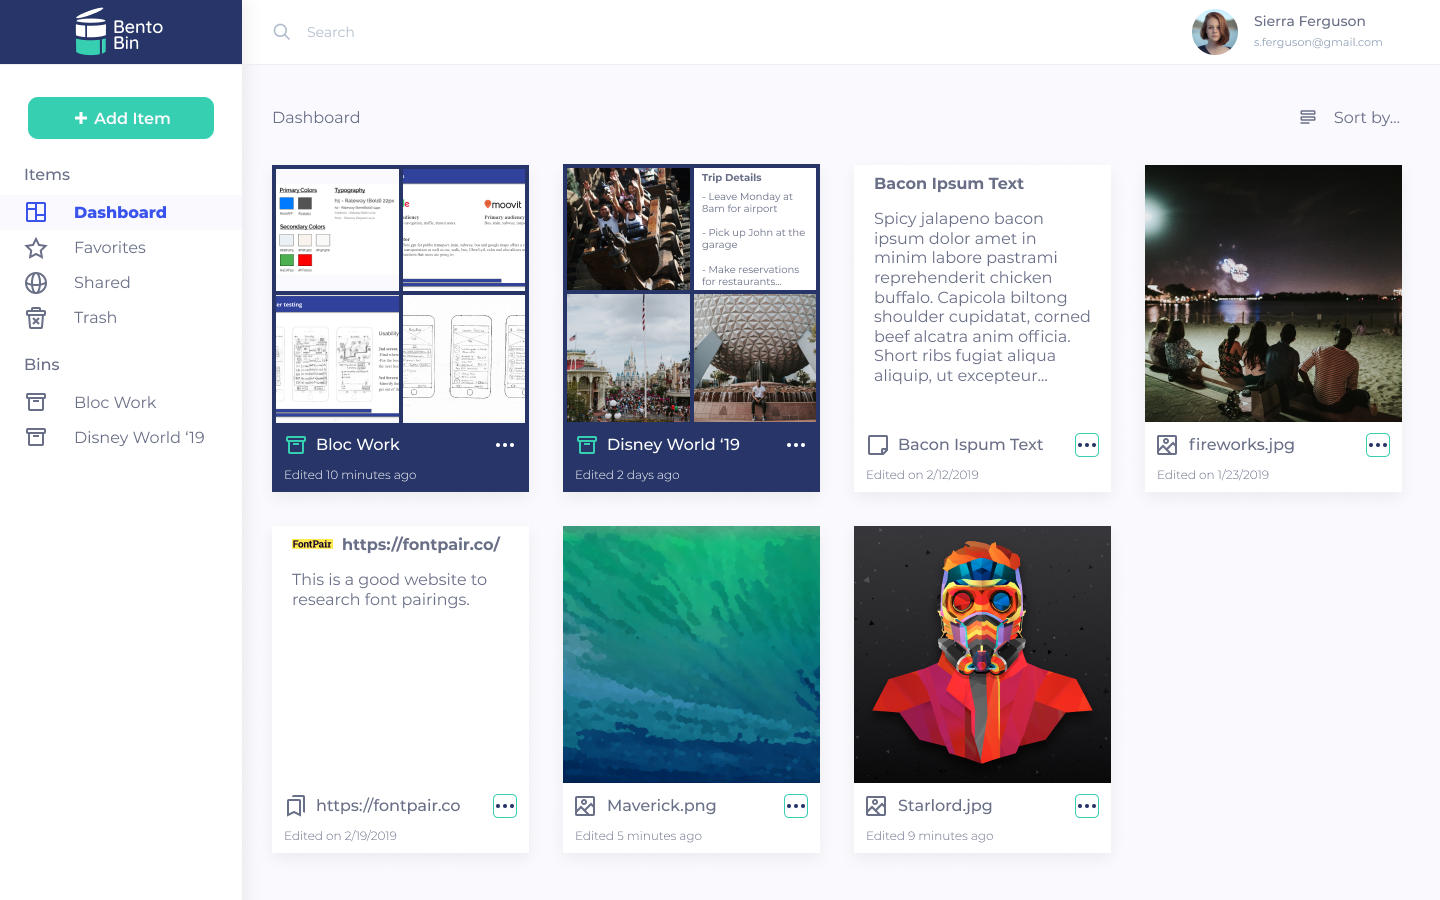 Bento
Bin
Search
Sierra Ferguson
s.ferguson@gmail.com
+ Add Item
Items
Dashboard
Favorites
Shared
Trash
Bins
Bloc Work
Disney World ‘19
Dashboard
Sort by...
Primary Colors
Typography
h1 - Raleway (Bold) 22px
Secondary Colors
moovit
Primary audience
er testing
Usability
Bloc Work
Edited 10 minutes ago
Trip Details
- Leave Monday at
8am for airport
- Pick up John at the
garage
- Make reservations
for restaurants...
Disney World ‘19
Edited 2 days ago
Bacon Ipsum Text
Spicy jalapeno bacon
ipsum dolor amet in
minim labore pastrami
reprehenderit chicken
buffalo. Capicola biltong
shoulder cupidatat, corned
beef alcatra anim officia.
Short ribs fugiat aliqua
aliquip, ut excepteur...
Bacon Ispum Text
Edited on 2/12/2019
fireworks.jpg
Edited on 1/23/2019
FontPair
https://fontpair.co/
This is a good website to
research font pairings.
https://fontpair.co
Edited on 2/19/2019
Maverick.png
Edited 5 minutes ago
Starlord.jpg
Edited 9 minutes ago